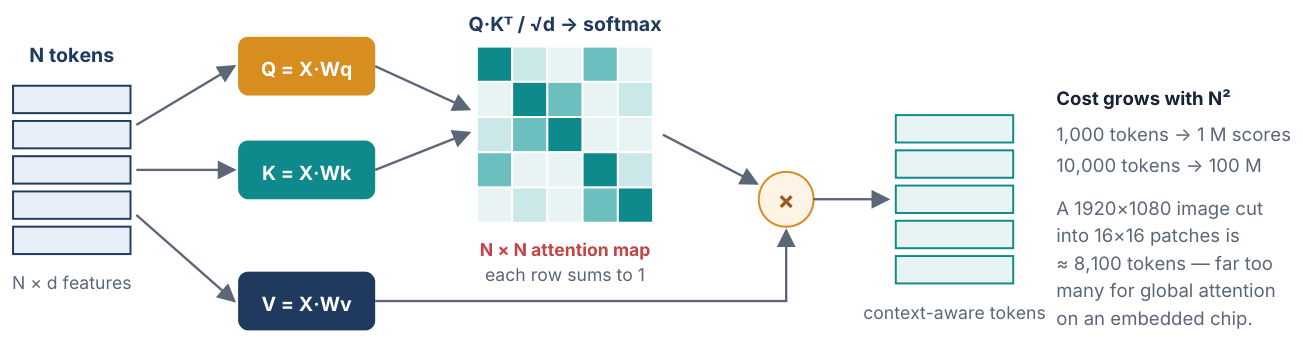 N tokens
N × d features
Q = X·Wq
K = X·Wk
V = X·Wv
Q·Kᵀ / √d → softmax
N × N attention map
each row sums to 1
×
context-aware tokens
Cost grows with N²
1,000 tokens → 1 M scores
10,000 tokens → 100 M
A 1920×1080 image cut
into 16×16 patches is
≈ 8,100 tokens — far too
many for global attention
on an embedded chip.